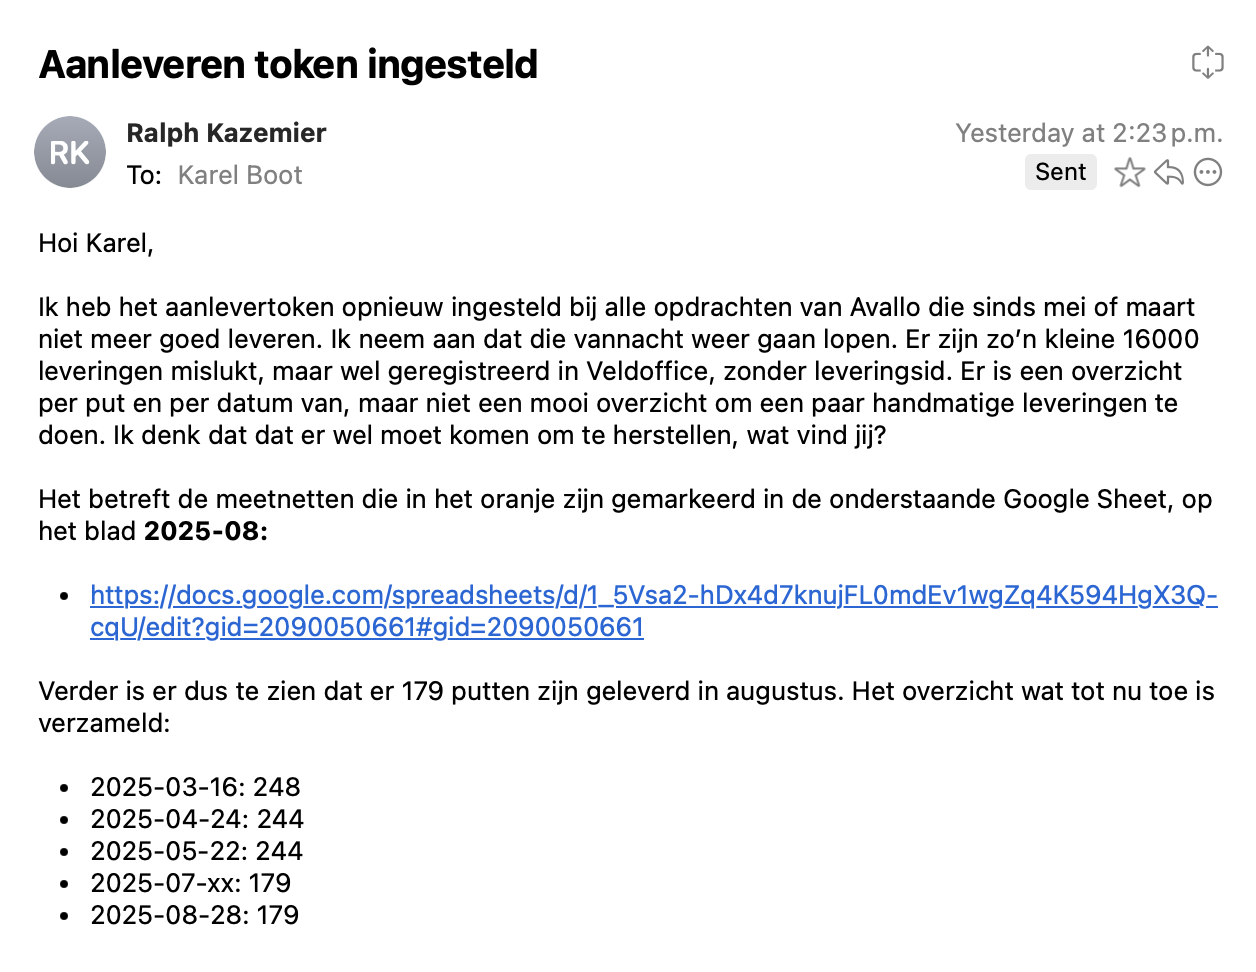 Aanleveren token ingesteld
RK
Ralph Kazemier
Yesterday at 2:23 p.m.
To: Karel Boot
Sent
Hoi Karel,
Ik heb het aanlevertoken opnieuw ingesteld bij alle opdrachten van Avallo die sinds mei of maart
niet meer goed leveren. Ik neem aan dat die vannacht weer gaan lopen. Er zijn zo’n kleine 16000
leveringen mislukt, maar wel geregistreerd in Veldoffice, zonder leveringsid. Er is een overzicht
per put en per datum van, maar niet een mooi overzicht om een paar handmatige leveringen te
doen. Ik denk dat dat er wel moet komen om te herstellen, wat vind jij?
Het betreft de meetnetten die in het oranje zijn gemarkeerd in de onderstaande Google Sheet, op
het blad 2025-08:
• https://docs.google.com/spreadsheets/d/1_5Vsa2-hDx4d7knujFL0mdEv1wgZq4K594HgX3Q-
cqU/edit?gid=2090050661#gid=2090050661
Verder is er dus te zien dat er 179 putten zijn geleverd in augustus. Het overzicht wat tot nu toe is
verzameld:
• 2025-03-16: 248
• 2025-04-24: 244
• 2025-05-22: 244
• 2025-07-xx: 179
• 2025-08-28: 179